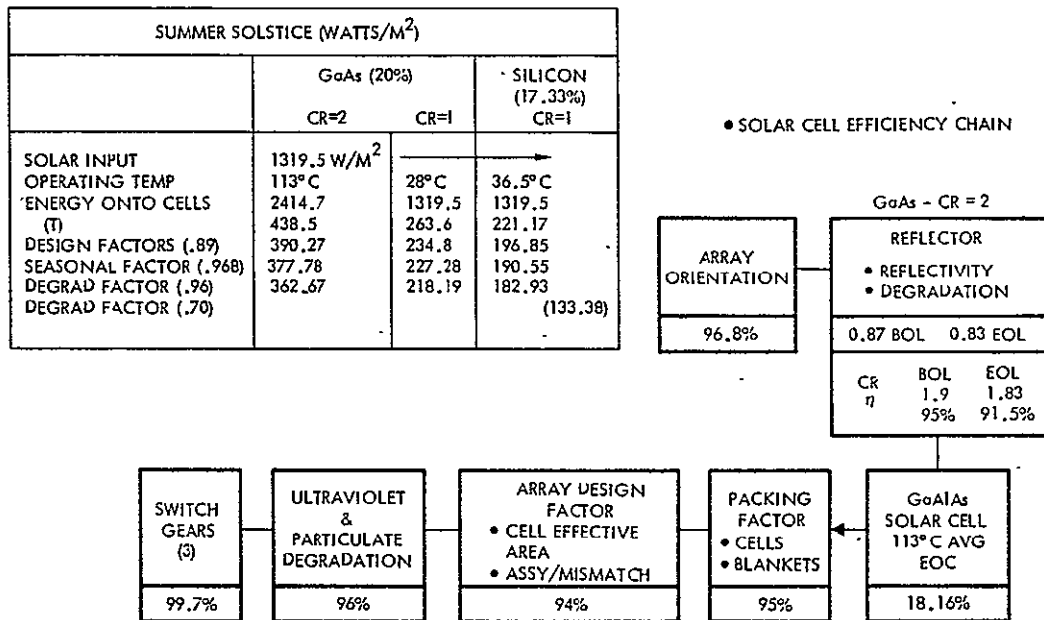 SUMMER SOLSTICE (WATTS/M²)
GaAs (20%)
SILICON
(17.33%)
CR=2 CR=1 CR=1
SOLAR INPUT 1319.5 W/M²
OPERATING TEMP 113°C 28°C 36.5°C
ENERGY ONTO CELLS 2414.7 1319.5 1319.5
(T) 438.5 263.6 221.17
DESIGN FACTORS (.89) 390.27 234.8 196.85
SEASONAL FACTOR (.968) 377.78 227.28 190.55
DEGRAD FACTOR (.96) 362.67 218.19 182.93
DEGRAD FACTOR (.70) (133.38)
• SOLAR CELL EFFICIENCY CHAIN
GaAs - CR = 2
ARRAY
ORIENTATION
96.8%
REFLECTOR
• REFLECTIVITY
• DEGRADATION
0.87 BOL 0.83 EOL
BOL EOL
CR 1.9 1.83
η 95% 91.5%
SWITCH
GEARS
(3)
99.7%
ULTRAVIOLET
&
PARTICULATE
DEGRADATION
96%
ARRAY DESIGN
FACTOR
• CELL EFFECTIVE
AREA
• ASSY/MISMATCH
94%
PACKING
FACTOR
• CELLS
• BLANKETS
95%
GaAlAs
SOLAR CELL
113°C AVG
EOC
18.16%